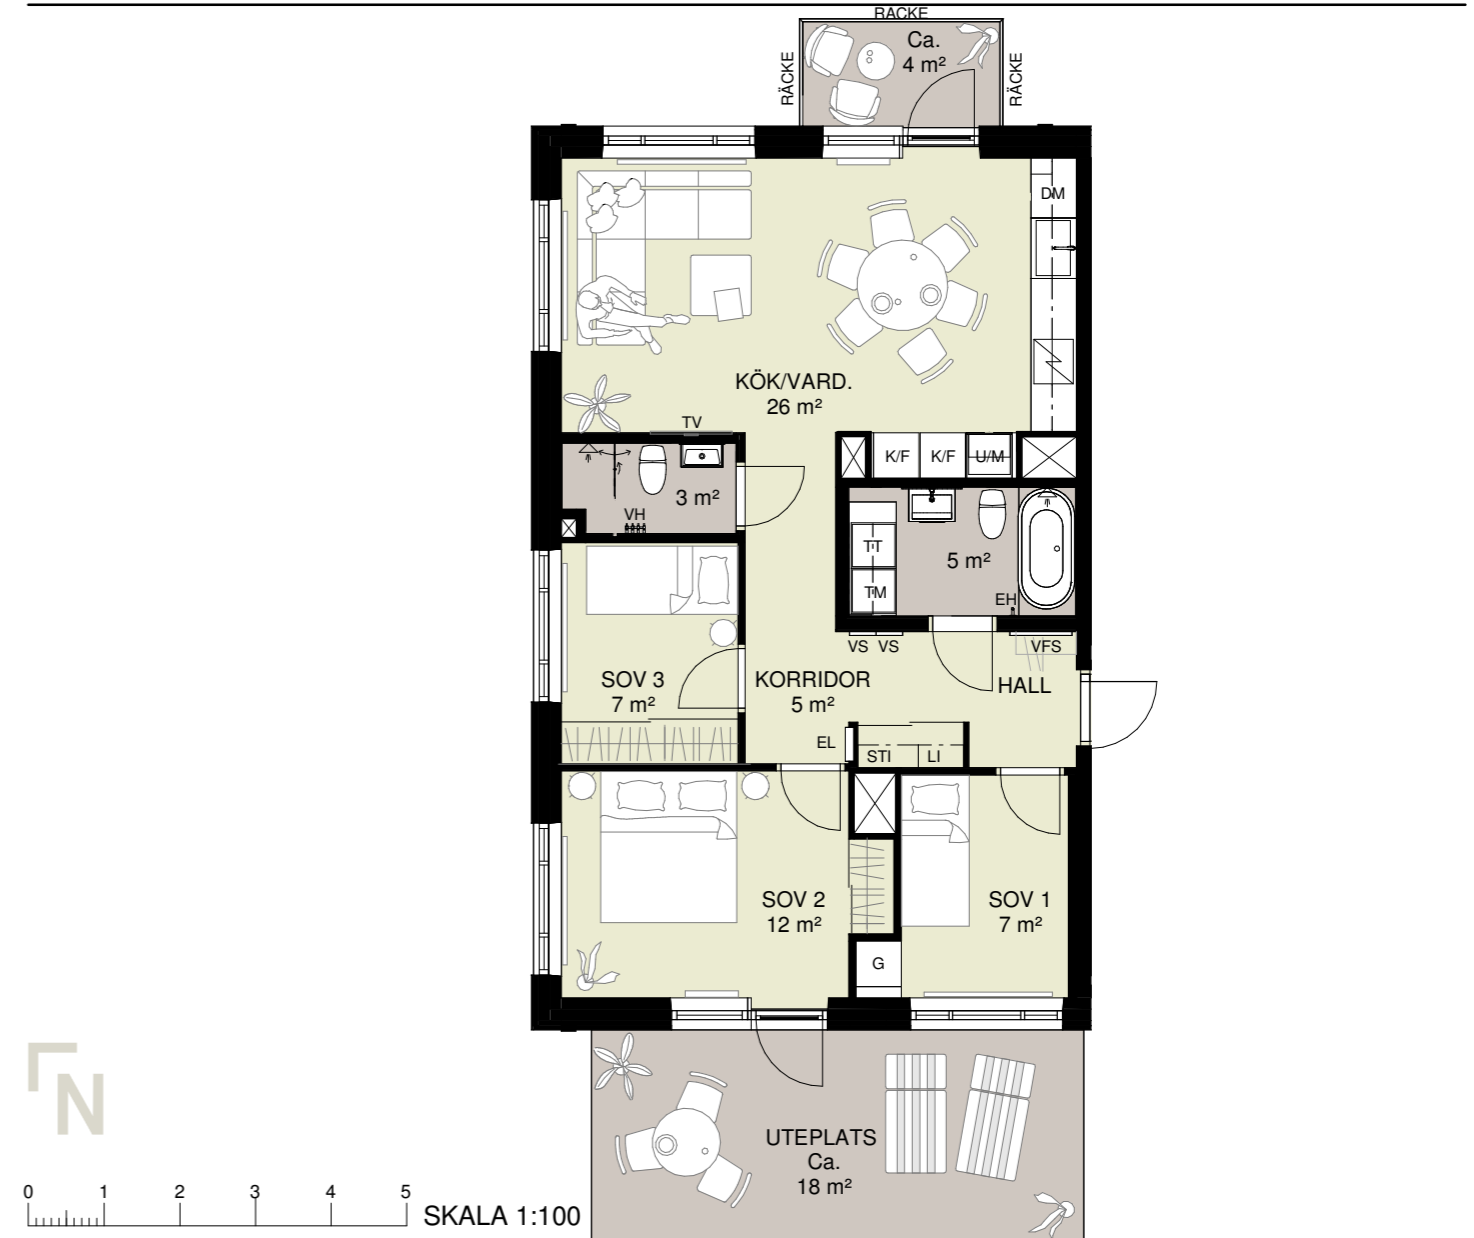 RÄCKE
RÄCKE
Ca.
4 m²
RÄCKE
DM
KÖK/VARD.
26 m²
TV
K/F
K/F
U/M
3 m²
VH
TT
5 m²
TM
EH
VS VS
VFS
SOV 3
7 m²
KORRIDOR
5 m²
HALL
EL
STI
LI
SOV 2
12 m²
SOV 1
7 m²
G
N
UTEPLATS
Ca.
18 m²
0 1 2 3 4 5
SKALA 1:100